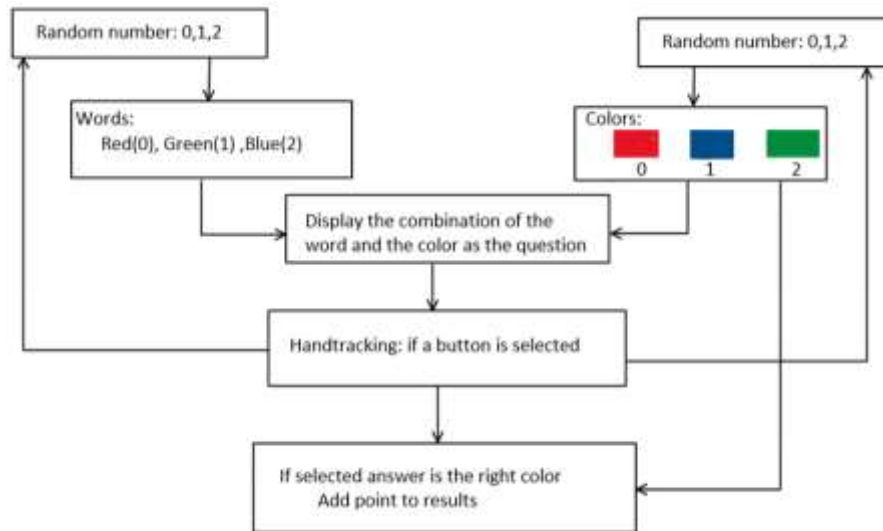 Random number: 0,1,2
Random number: 0,1,2
Words:
Red(0), Green(1) ,Blue(2)
Colors:
0 1 2
Display the combination of the
word and the color as the question
Handtracking: if a button is selected
If selected answer is the right color
Add point to results